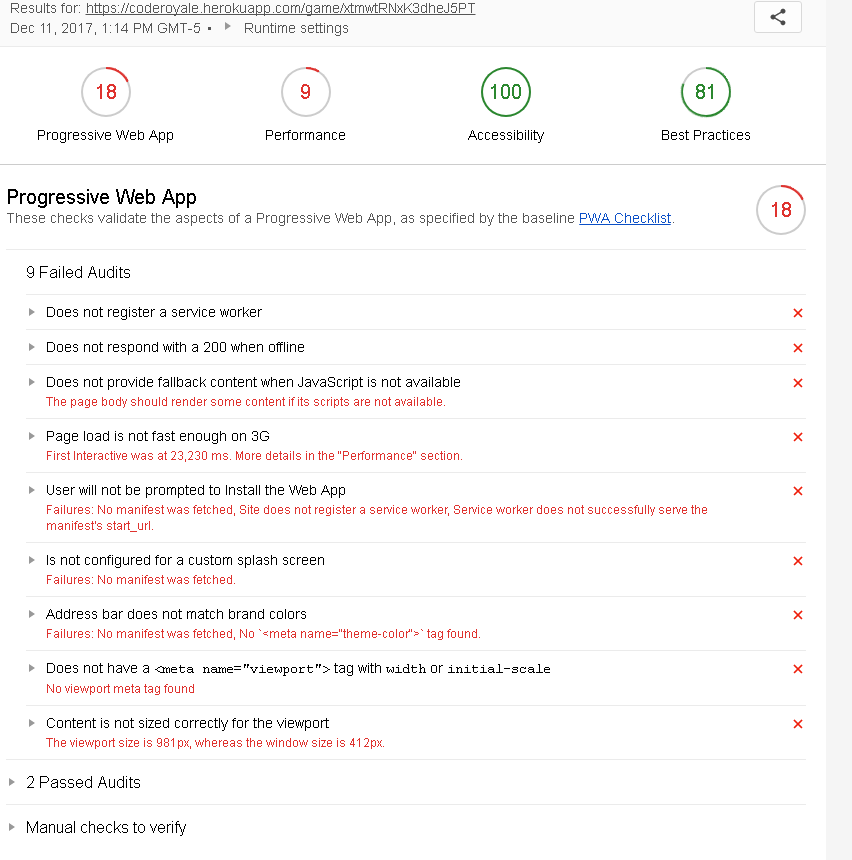 Results for: https://coderoyale.herokuapp.com/game/xtmwtRNxK3dheJ5PT
Dec 11, 2017, 1:14 PM GMT-5 • Runtime settings
18 9 100 81
Progressive Web App Performance Accessibility Best Practices
Progressive Web App
These checks validate the aspects of a Progressive Web App, as specified by the baseline PWA Checklist.
18
9 Failed Audits
Does not register a service worker
Does not respond with a 200 when offline
Does not provide fallback content when JavaScript is not available
The page body should render some content if its scripts are not available.
Page load is not fast enough on 3G
First Interactive was at 23,230 ms. More details in the "Performance" section.
User will not be prompted to Install the Web App
Failures: No manifest was fetched, Site does not register a service worker, Service worker does not successfully serve the
manifest's start_url.
Is not configured for a custom splash screen
Failures: No manifest was fetched.
Address bar does not match brand colors
Failures: No manifest was fetched, No `<meta name="theme-color">` tag found.
Does not have a <meta name="viewport"> tag with width or initial-scale
No viewport meta tag found
Content is not sized correctly for the viewport
The viewport size is 981px, whereas the window size is 412px.
2 Passed Audits
Manual checks to verify